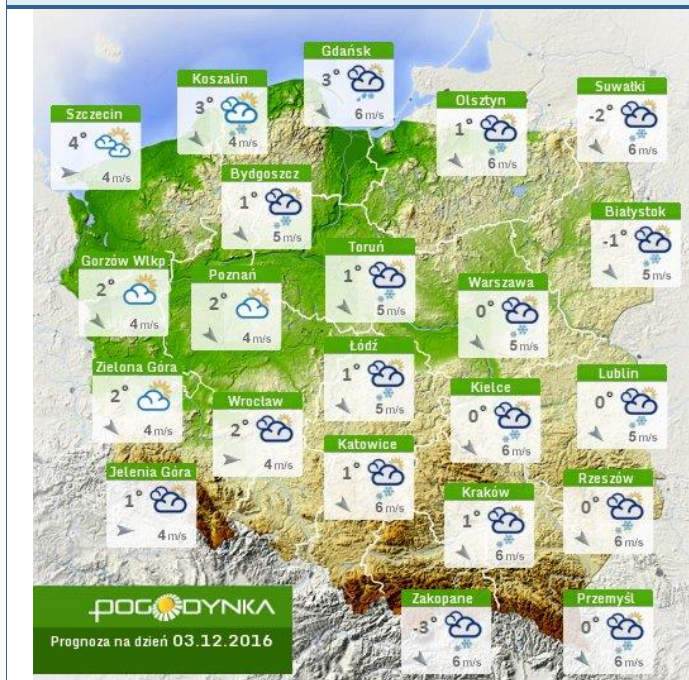 Gdańsk
3°
6 m/s
Koszalin
3°
4 m/s
Szczecin
4°
4 m/s
Olsztyn
1°
6 m/s
Suwałki
-2°
6 m/s
Bydgoszcz
1°
5 m/s
Białystok
-1°
5 m/s
Gorzów Wlkp
2°
4 m/s
Poznań
2°
4 m/s
Toruń
1°
5 m/s
Warszawa
0°
5 m/s
Łódź
1°
5 m/s
Zielona Góra
2°
4 m/s
Wrocław
2°
4 m/s
Kielce
0°
6 m/s
Lublin
0°
5 m/s
Katowice
1°
6 m/s
Jelenia Góra
1°
4 m/s
Kraków
1°
6 m/s
Rzeszów
0°
6 m/s
Zakopane
-3°
6 m/s
Przemyśl
0°
6 m/s
POGODYNKA
Prognoza na dzień 03.12.2016